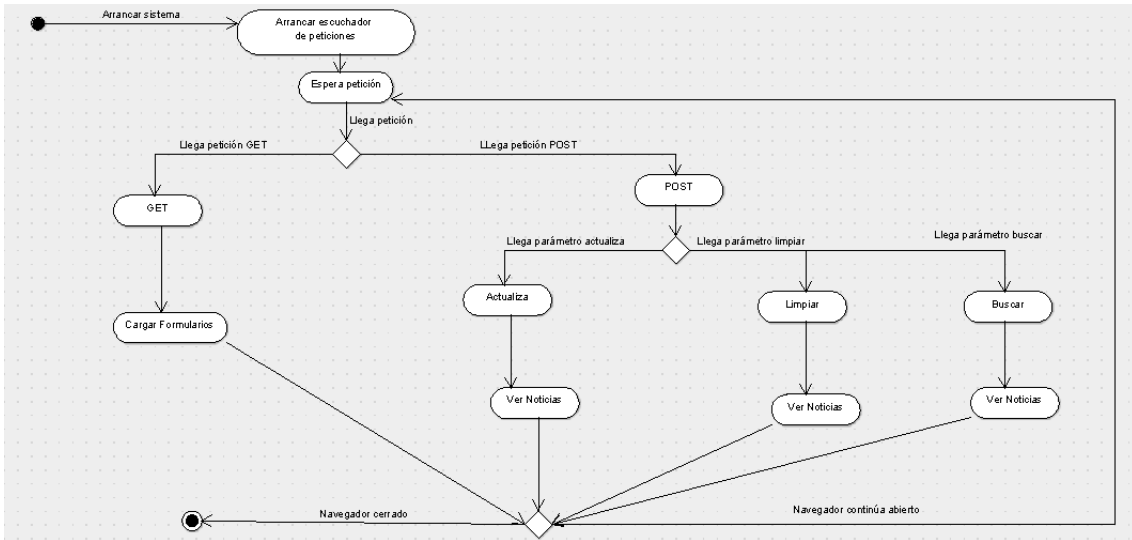 Arrancar sistema
Arrancar escuchador
de peticiones
Espera petición
Llega petición
Llega petición GET
LLega petición POST
GET
POST
Llega parámetro actualiza
Llega parámetro limpiar
Llega parámetro buscar
Actualiza
Limpiar
Buscar
Cargar Formularios
Ver Noticias
Ver Noticias
Ver Noticias
Navegador cerrado
Navegador continúa abierto